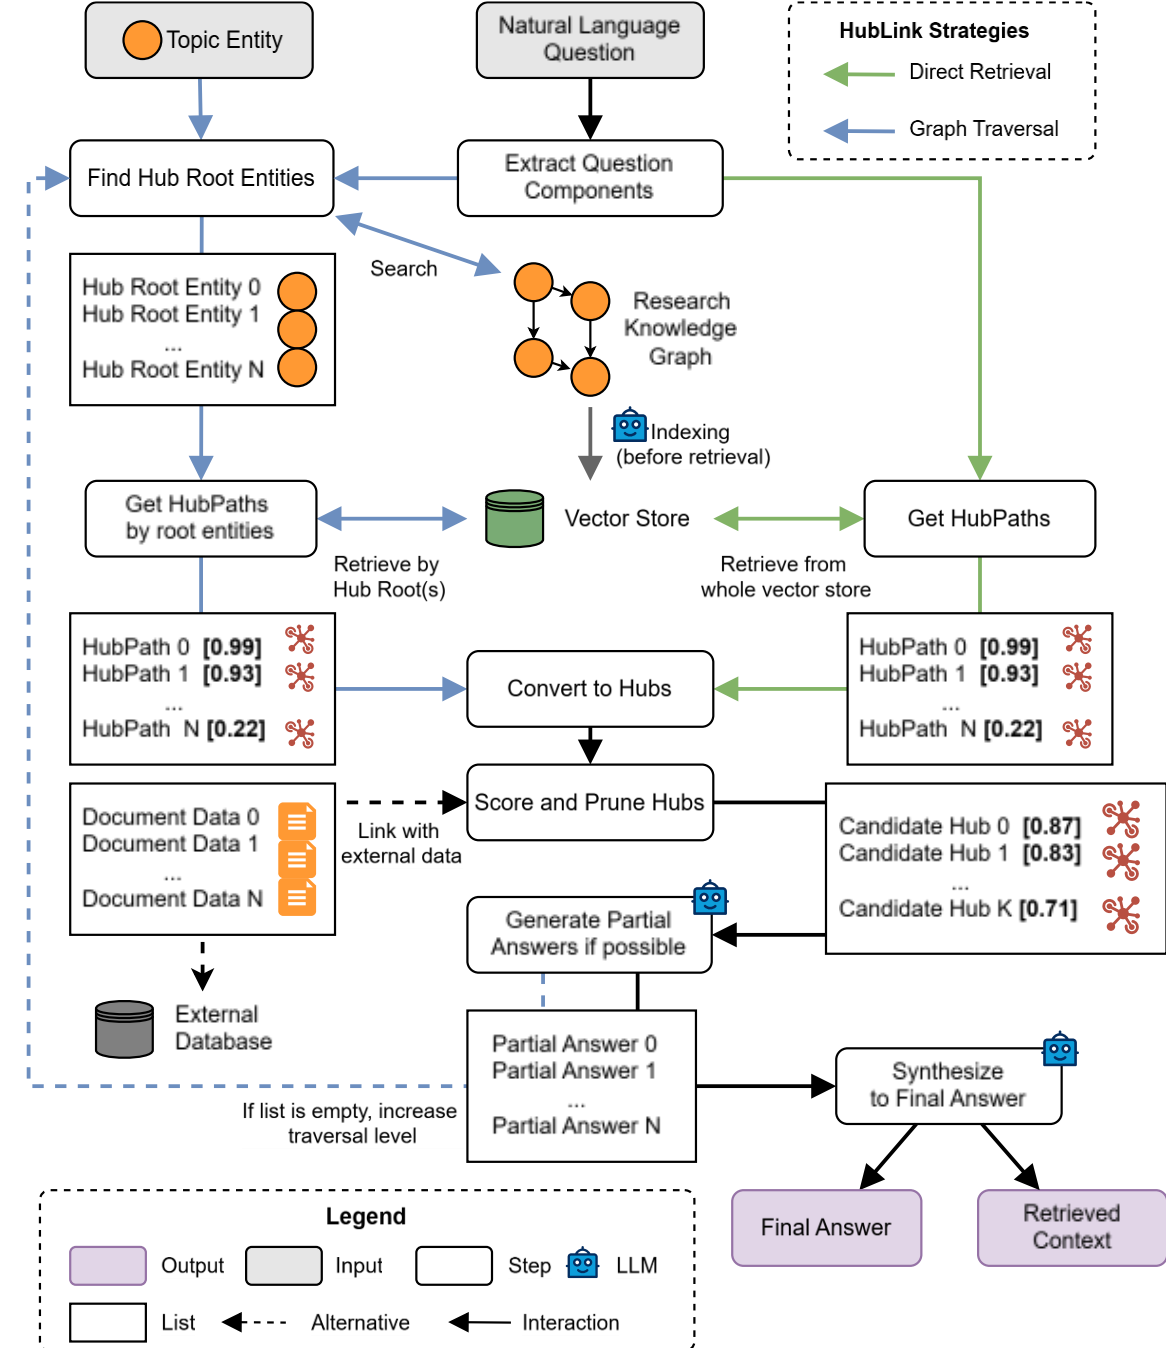 Topic Entity
Natural Language
Question
HubLink Strategies
Direct Retrieval
Graph Traversal
Find Hub Root Entities
Extract Question
Components
Search
Hub Root Entity 0
Hub Root Entity 1
...
Hub Root Entity N
Research
Knowledge
Graph
Indexing
(before retrieval)
Get HubPaths
by root entities
Vector Store
Get HubPaths
Retrieve by
Hub Root(s)
Retrieve from
whole vector store
HubPath 0 [0.99]
HubPath 1 [0.93]
...
HubPath N [0.22]
Convert to Hubs
HubPath 0 [0.99]
HubPath 1 [0.93]
...
HubPath N [0.22]
Document Data 0
Document Data 1
...
Document Data N
Link with
external data
Score and Prune Hubs
Candidate Hub 0 [0.87]
Candidate Hub 1 [0.83]
...
Candidate Hub K [0.71]
Generate Partial
Answers if possible
External
Database
Partial Answer 0
Partial Answer 1
...
Partial Answer N
If list is empty, increase
traversal level
Synthesize
to Final Answer
Final Answer
Retrieved
Context
Legend
Output
Input
Step
LLM
List
Alternative
Interaction